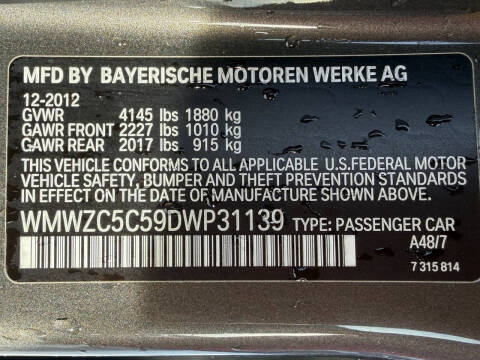 MFD BY BAYERISCHE MOTOREN WERKE AG
12-2012
GVWR 4145 lbs 1880 kg
GAWR FRONT 2227 lbs 1010 kg
GAWR REAR 2017 lbs 915 kg
THIS VEHICLE CONFORMS TO ALL APPLICABLE U.S.FEDERAL MOTOR
VEHICLE SAFETY, BUMPER AND THEFT PREVENTION STANDARDS
IN EFFECT ON THE DATE OF MANUFACTURE SHOWN ABOVE.
WMWZC5C59DWP31139 TYPE: PASSENGER CAR
A48/7
7 315 814